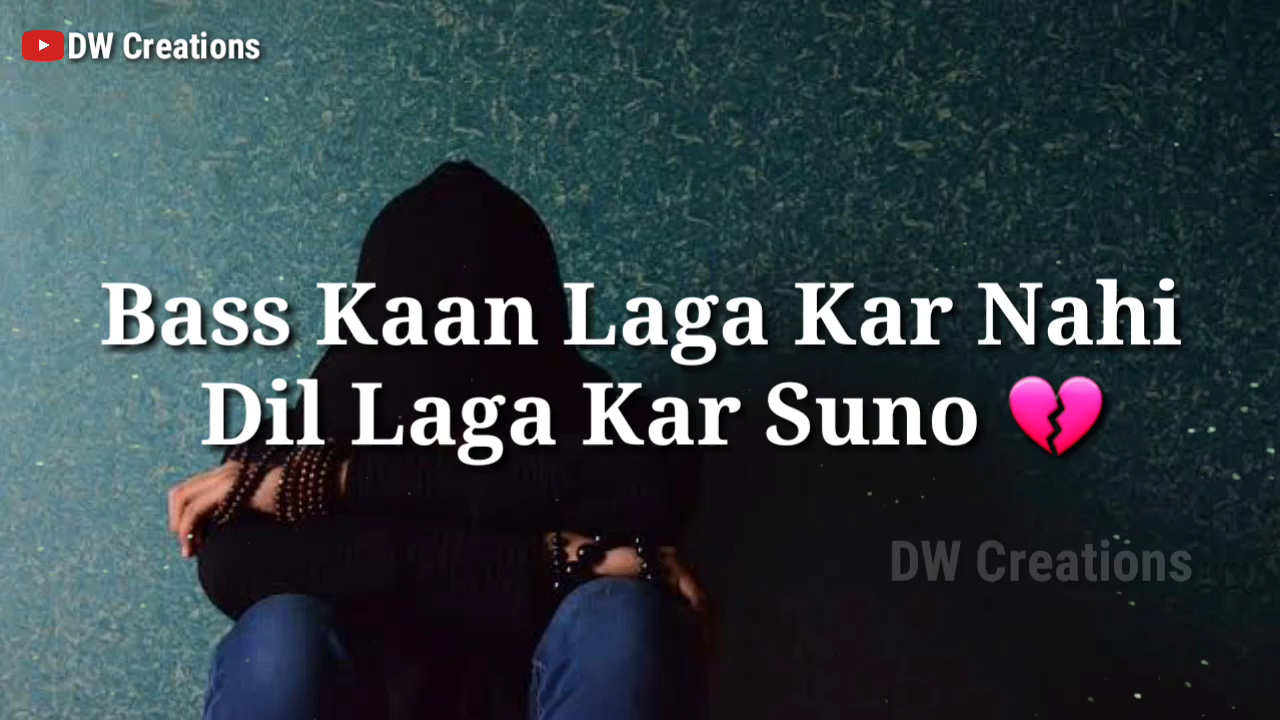 DW Creations
Bass Kaan Laga Kar Nahi
Dil Laga Kar Suno 💔
DW Creations